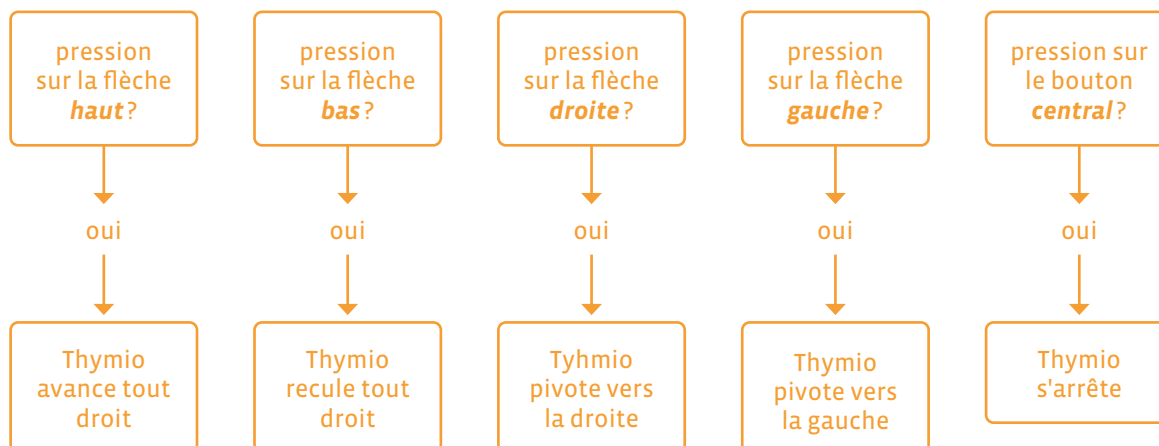 pression
sur la flèche
haut ?
pression
sur la flèche
bas ?
pression
sur la flèche
droite ?
pression
sur la flèche
gauche ?
pression sur
le bouton
central ?
oui
oui
oui
oui
oui
Thymio
avance tout
droit
Thymio
recule tout
droit
Tyhmio
pivote vers
la droite
Thymio
pivote vers
la gauche
Thymio
s'arrête